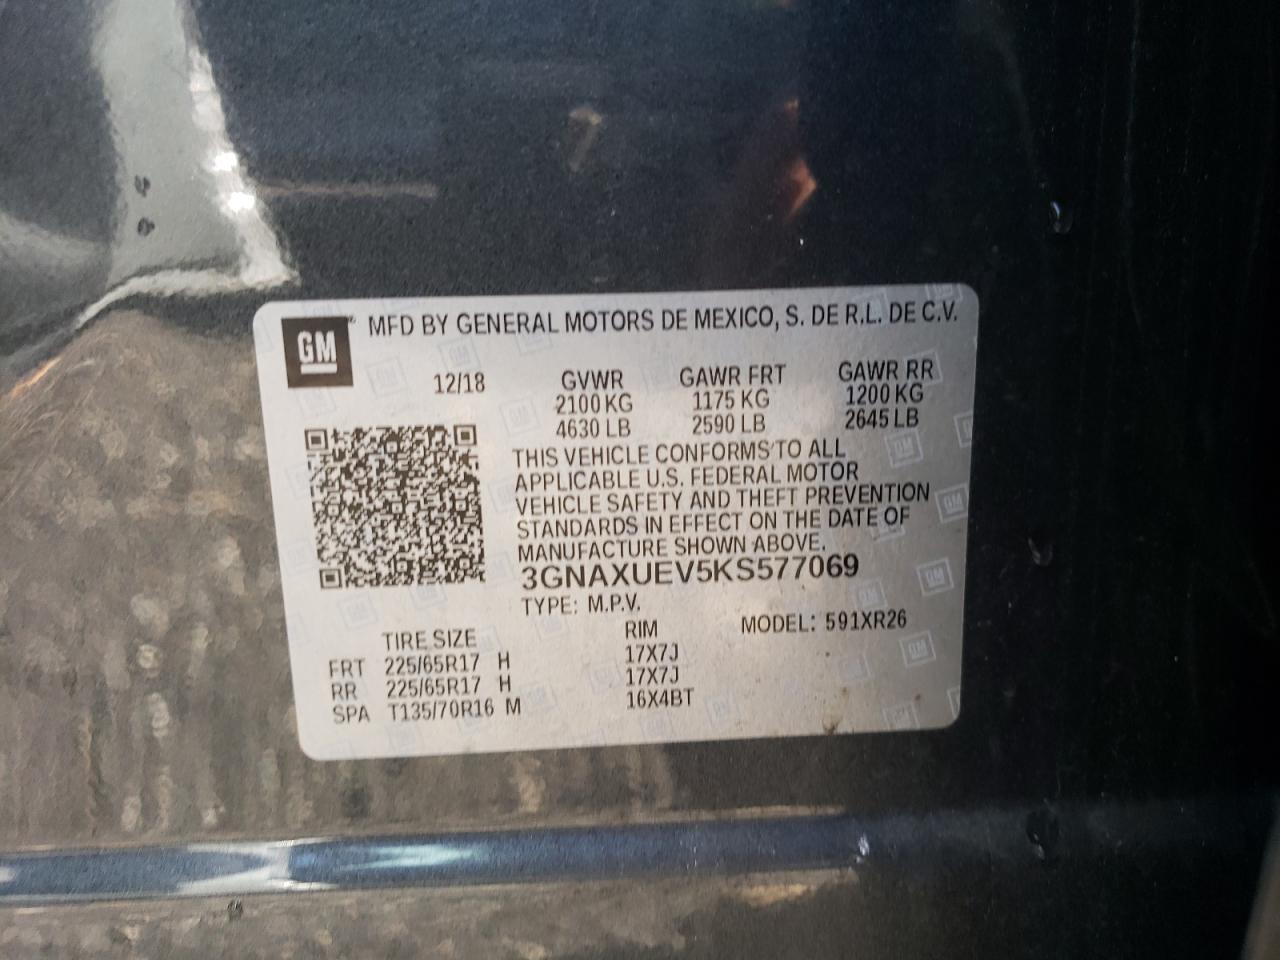 GM MFD BY GENERAL MOTORS DE MEXICO, S. DE R.L. DE C.V.
12/18 GVWR GAWR FRT GAWR RR
2100 KG 1175 KG 1200 KG
4630 LB 2590 LB 2645 LB
THIS VEHICLE CONFORMS TO ALL
APPLICABLE U.S. FEDERAL MOTOR
VEHICLE SAFETY AND THEFT PREVENTION
STANDARDS IN EFFECT ON THE DATE OF
MANUFACTURE SHOWN ABOVE.
3GNAXUEV5KS577069
TYPE: M.P.V. MODEL: 591XR26
TIRE SIZE RIM
FRT 225/65R17 H 17X7J
RR 225/65R17 H 17X7J
SPA T135/70R16 M 16X4BT